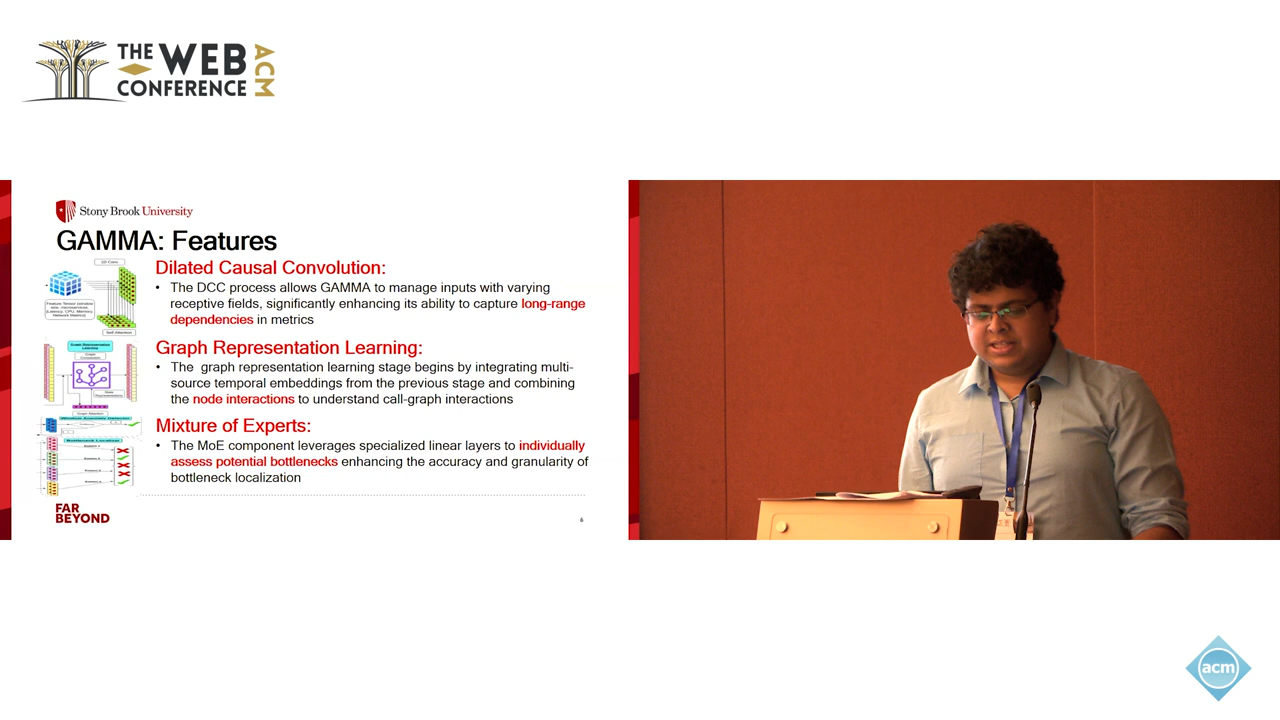 THE WEB
CONFERENCE
ACM
Stony Brook University
GAMMA: Features
Dilated Causal Convolution:
• The DCC process allows GAMMA to manage inputs with varying
receptive fields, significantly enhancing its ability to capture long-range
dependencies in metrics
Graph Representation Learning:
• The graph representation learning stage begins by integrating multi-
source temporal embeddings from the previous stage and combining
the node interactions to understand call-graph interactions
Mixture of Experts:
• The MoE component leverages specialized linear layers to individually
assess potential bottlenecks enhancing the accuracy and granularity of
bottleneck localization
FAR
BEYOND
6
acm